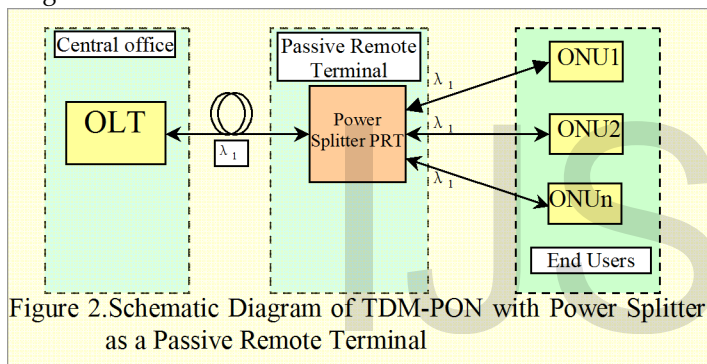 Central office
Passive Remote
Terminal
OLT
λ 1
Power
Splitter PRT
λ 1
λ 1
λ 1
ONU1
ONU2
ONUn
End Users
Figure 2.Schematic Diagram of TDM-PON with Power Splitter
as a Passive Remote Terminal
IJS